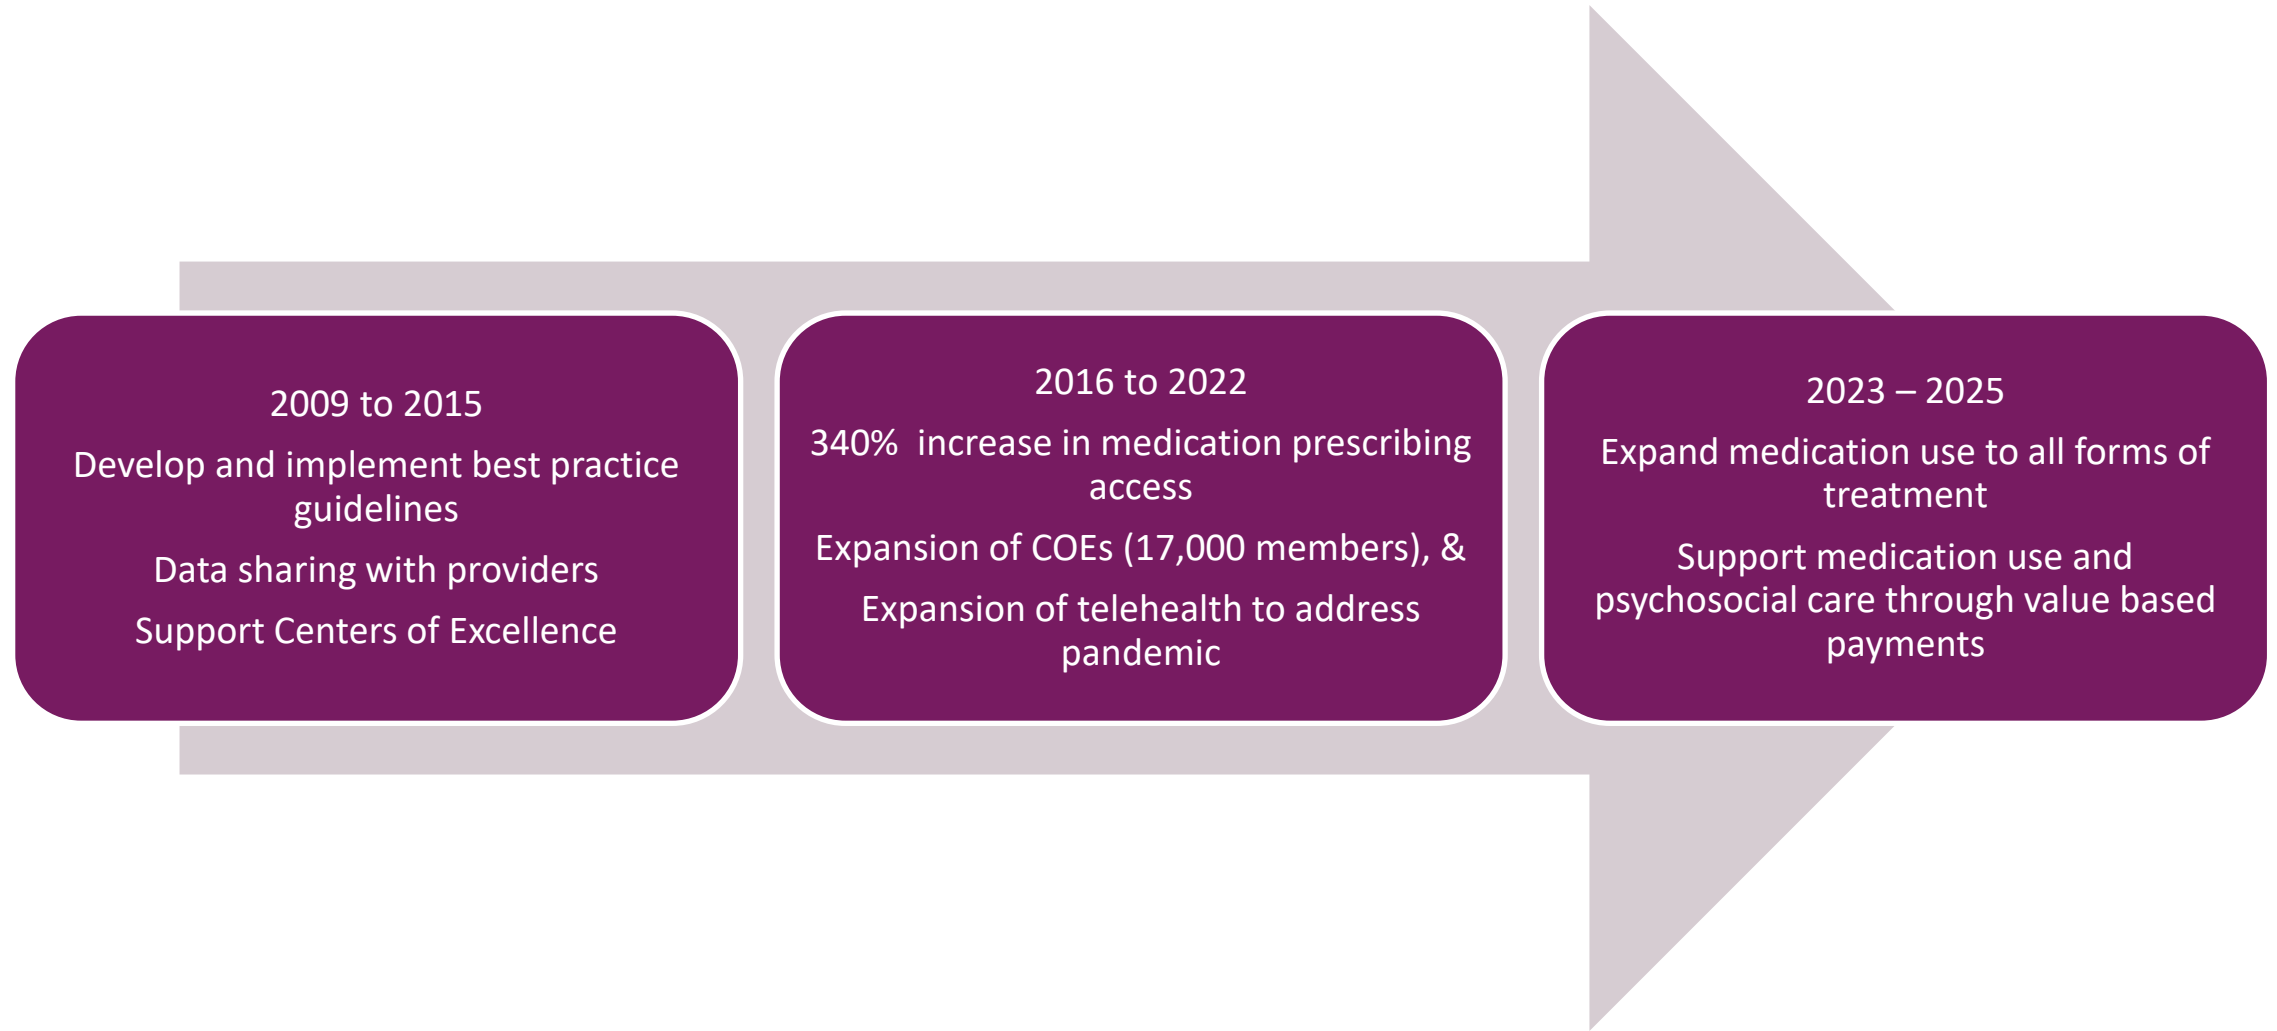 2009 to 2015
Develop and implement best practice
guidelines
Data sharing with providers
Support Centers of Excellence
2016 to 2022
340%  increase in medication prescribing
access
Expansion of COEs (17,000 members), &
Expansion of telehealth to address
pandemic
2023 – 2025
Expand medication use to all forms of
treatment
Support medication use and
psychosocial care through value based
payments